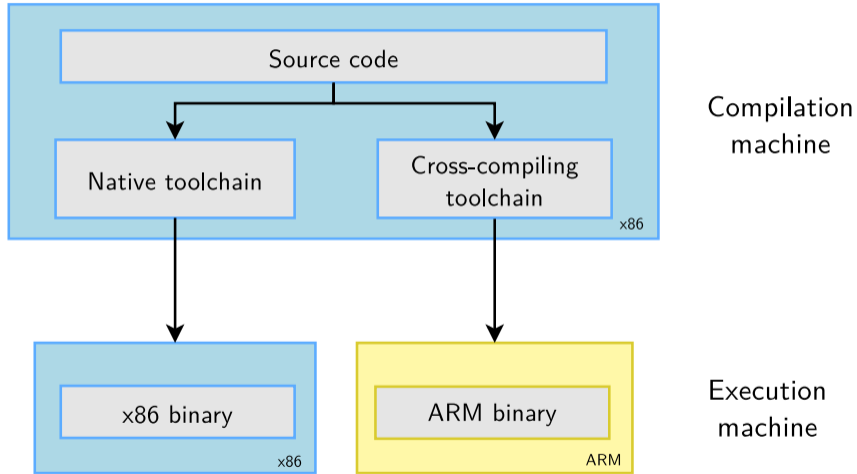 Source code
Compilation
machine
Native toolchain
Cross-compiling
toolchain
x86
x86 binary
x86
ARM binary
ARM
Execution
machine